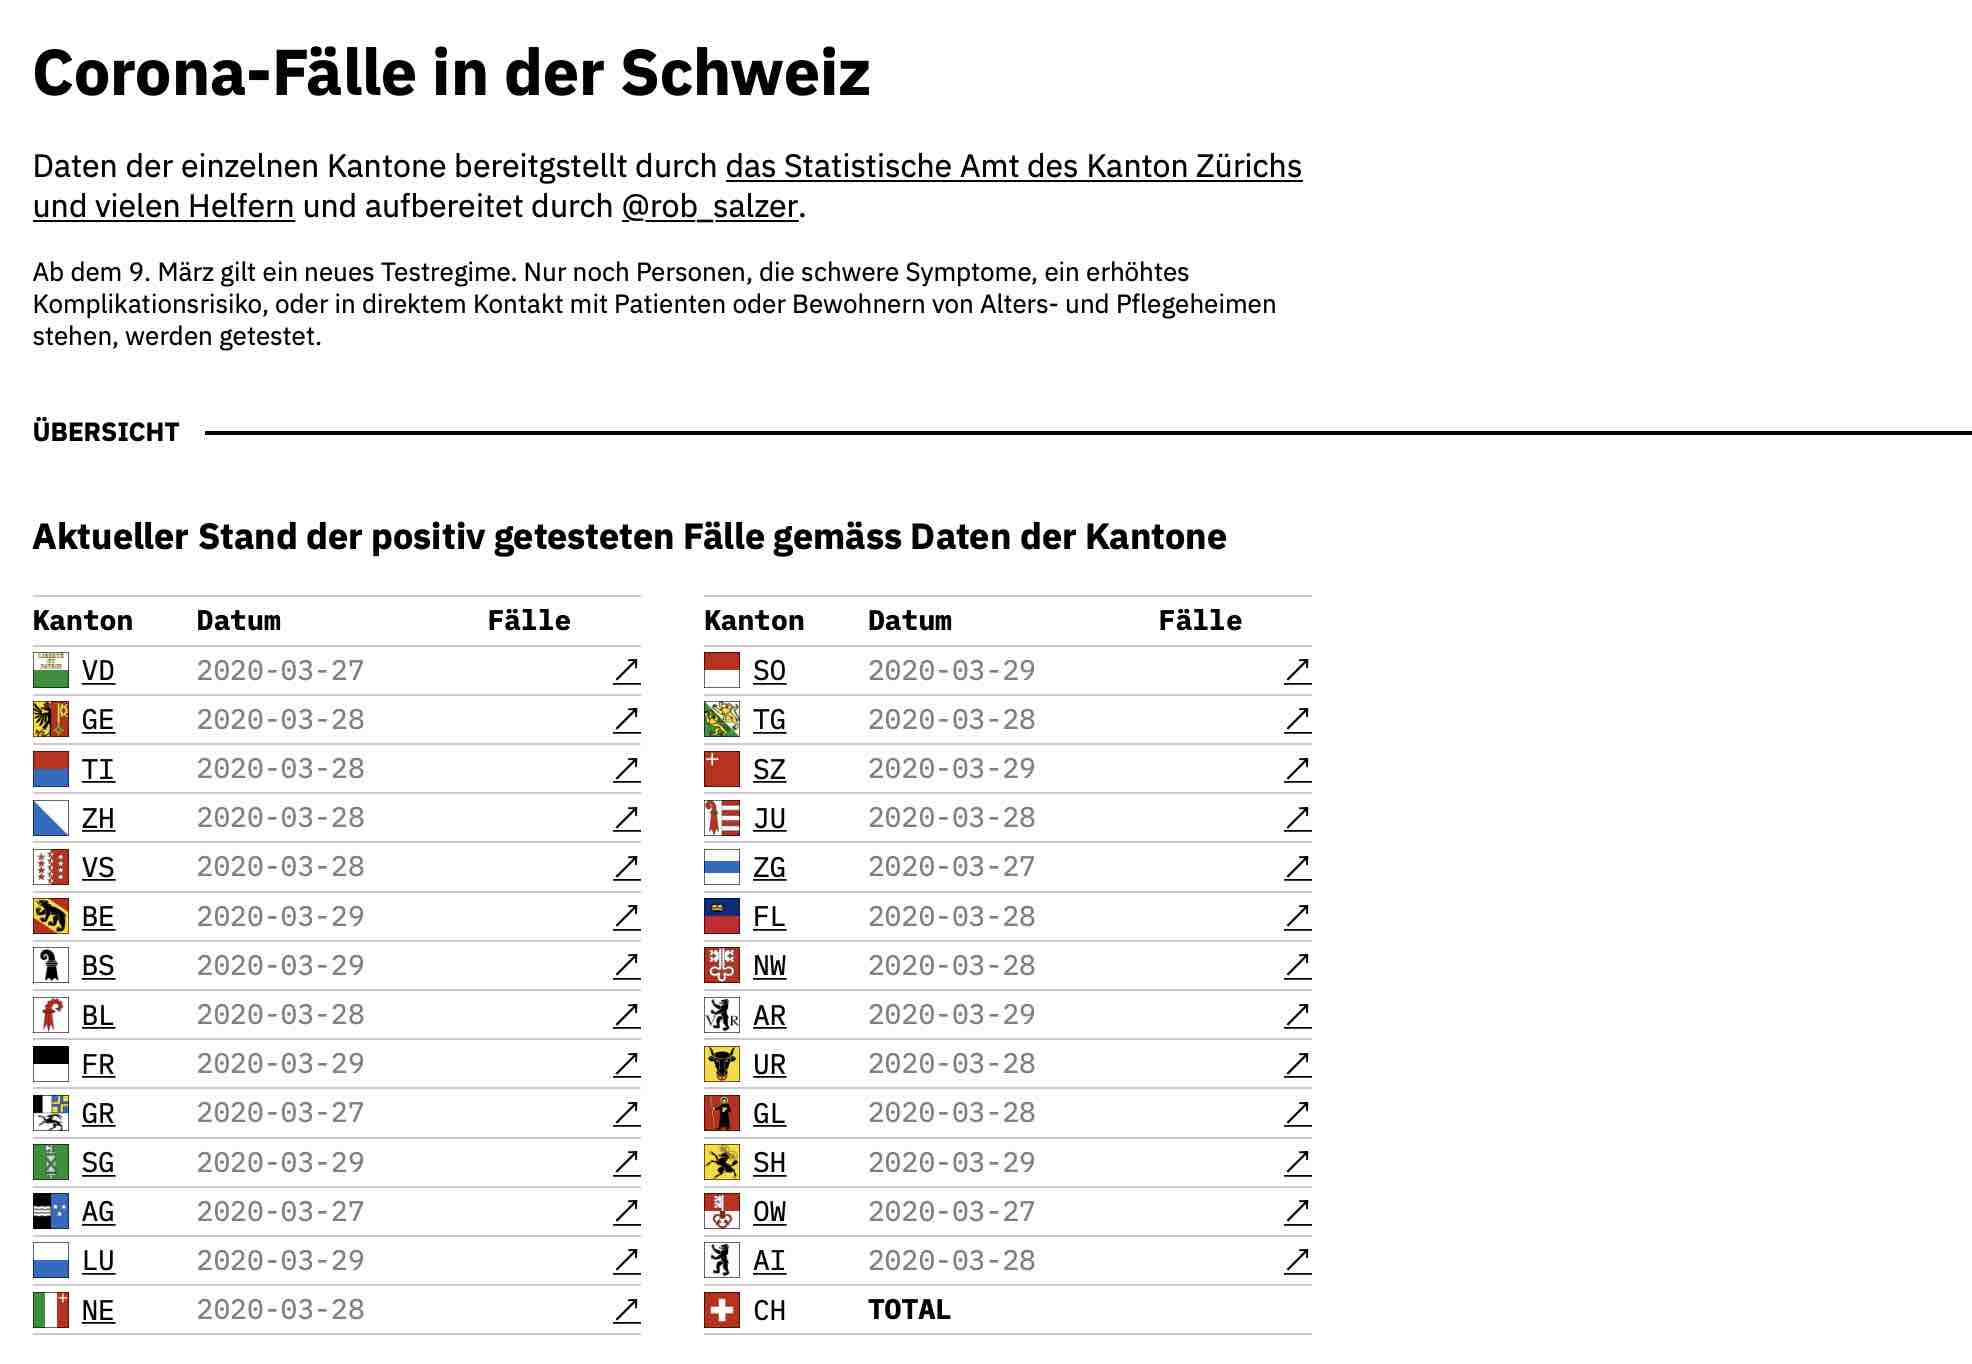 Corona-Fälle in der Schweiz
Daten der einzelnen Kantone bereitgstellt durch das Statistische Amt des Kanton Zürichs
und vielen Helfern und aufbereitet durch @rob_salzer.
Ab dem 9. März gilt ein neues Testregime. Nur noch Personen, die schwere Symptome, ein erhöhtes
Komplikationsrisiko, oder in direktem Kontakt mit Patienten oder Bewohnern von Alters- und Pflegeheimen
stehen, werden getestet.
ÜBERSICHT
Aktueller Stand der positiv getesteten Fälle gemäss Daten der Kantone
Kanton Datum Fälle
VD 2020-03-27 ↗
GE 2020-03-28 ↗
TI 2020-03-28 ↗
ZH 2020-03-28 ↗
VS 2020-03-28 ↗
BE 2020-03-29 ↗
BS 2020-03-29 ↗
BL 2020-03-28 ↗
FR 2020-03-29 ↗
GR 2020-03-27 ↗
SG 2020-03-29 ↗
AG 2020-03-27 ↗
LU 2020-03-29 ↗
NE 2020-03-28 ↗
Kanton Datum Fälle
SO 2020-03-29 ↗
TG 2020-03-28 ↗
SZ 2020-03-29 ↗
JU 2020-03-28 ↗
ZG 2020-03-27 ↗
FL 2020-03-28 ↗
NW 2020-03-28 ↗
AR 2020-03-29 ↗
UR 2020-03-28 ↗
GL 2020-03-28 ↗
SH 2020-03-29 ↗
OW 2020-03-27 ↗
AI 2020-03-28 ↗
CH TOTAL